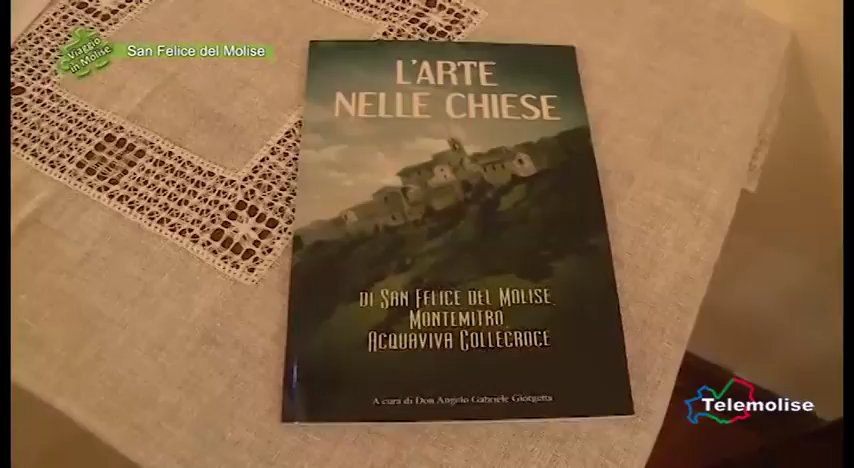 Viaggio
in Molise
San Felice del Molise
L'ARTE
NELLE CHIESE
DI SAN FELICE DEL MOLISE,
MONTEMITRO,
ACQUAVIVA COLLECROCE
A cura di Don Angelo Gabriele Giorgetta
Telemolise